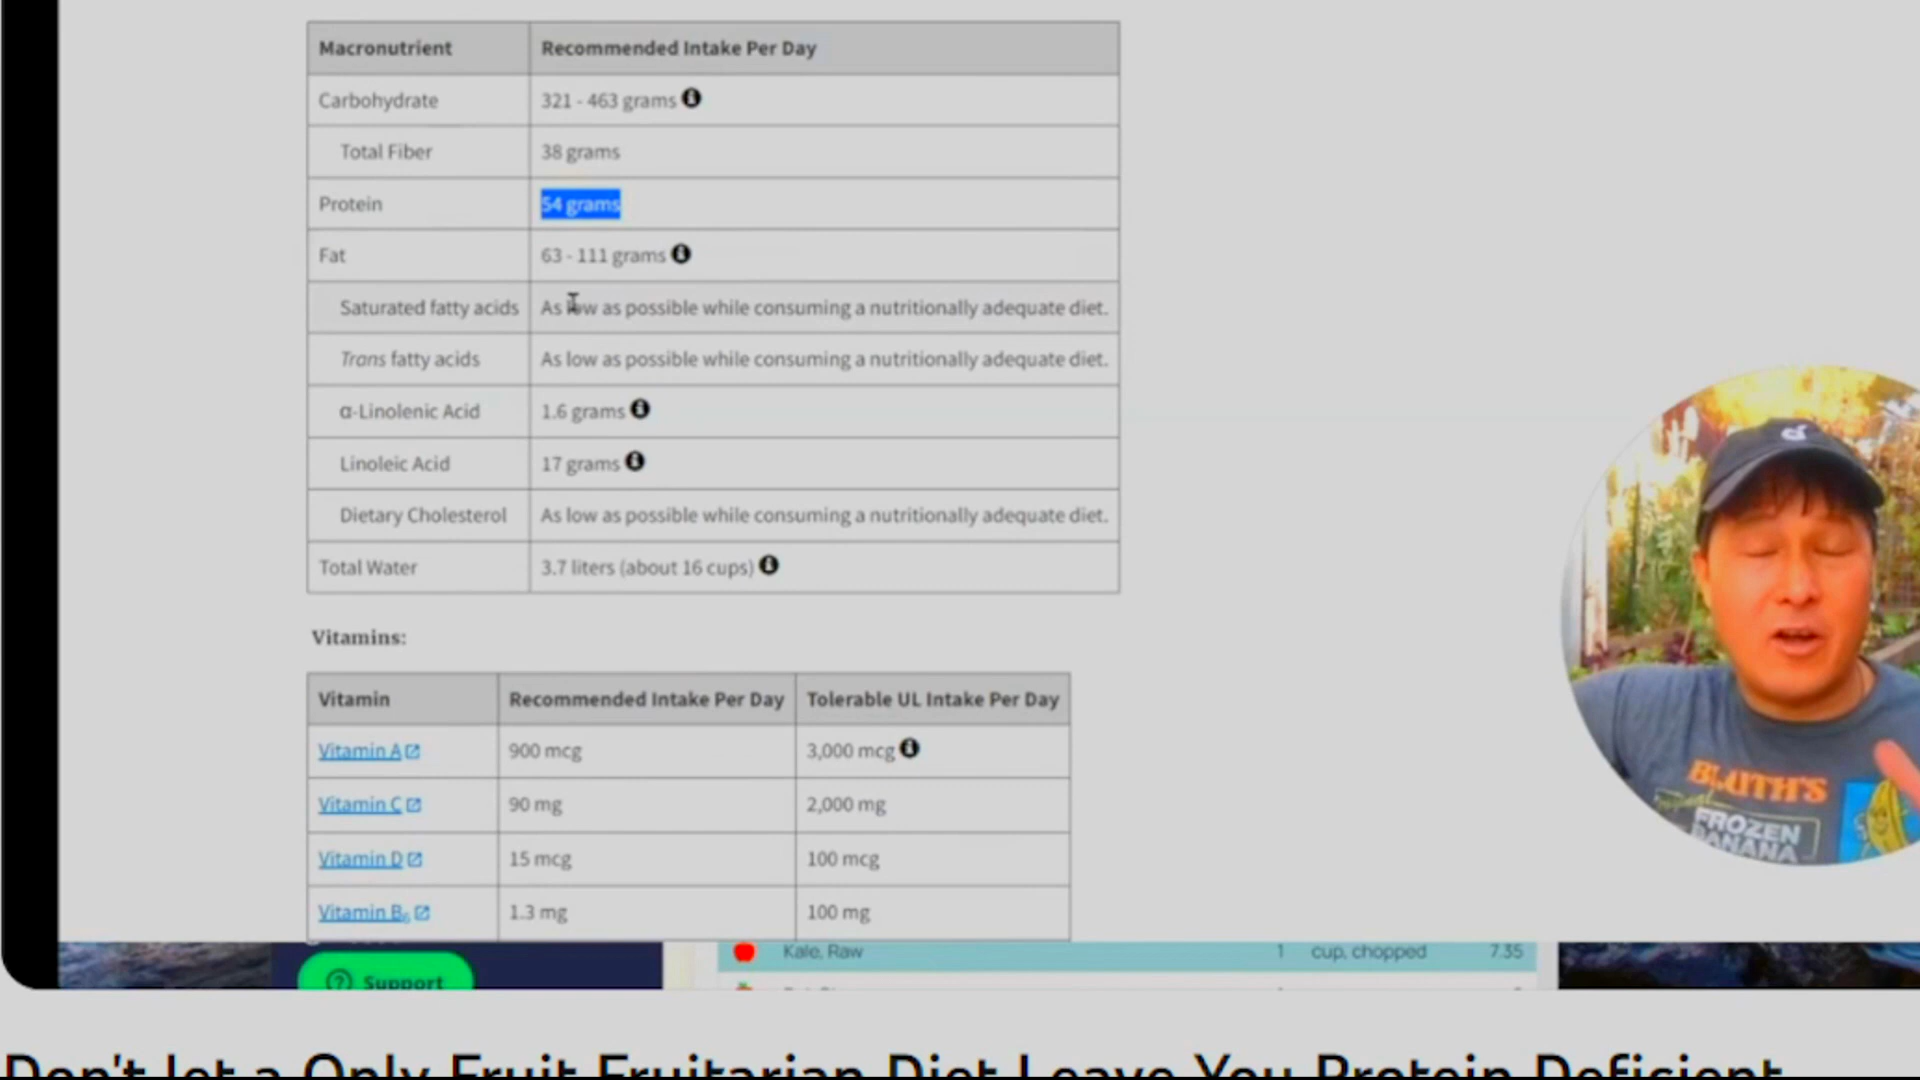 Macronutrient Recommended Intake Per Day
Carbohydrate 321 - 463 grams
Total Fiber 38 grams
Protein 54 grams
Fat 63 - 111 grams
Saturated fatty acids As low as possible while consuming a nutritionally adequate diet.
Trans fatty acids As low as possible while consuming a nutritionally adequate diet.
α-Linolenic Acid 1.6 grams
Linoleic Acid 17 grams
Dietary Cholesterol As low as possible while consuming a nutritionally adequate diet.
Total Water 3.7 liters (about 16 cups)
Vitamins:
Vitamin Recommended Intake Per Day Tolerable UL Intake Per Day
Vitamin A 900 mcg 3,000 mcg
Vitamin C 90 mg 2,000 mg
Vitamin D 15 mcg 100 mcg
Vitamin B₆ 1.3 mg 100 mg
BLUTH'S
FROZEN
BANANA
Kale, Raw 1 cup, chopped 7.35
Support
Don't let a Only Fruit Fruitarian Diet Leave You Protein Deficient